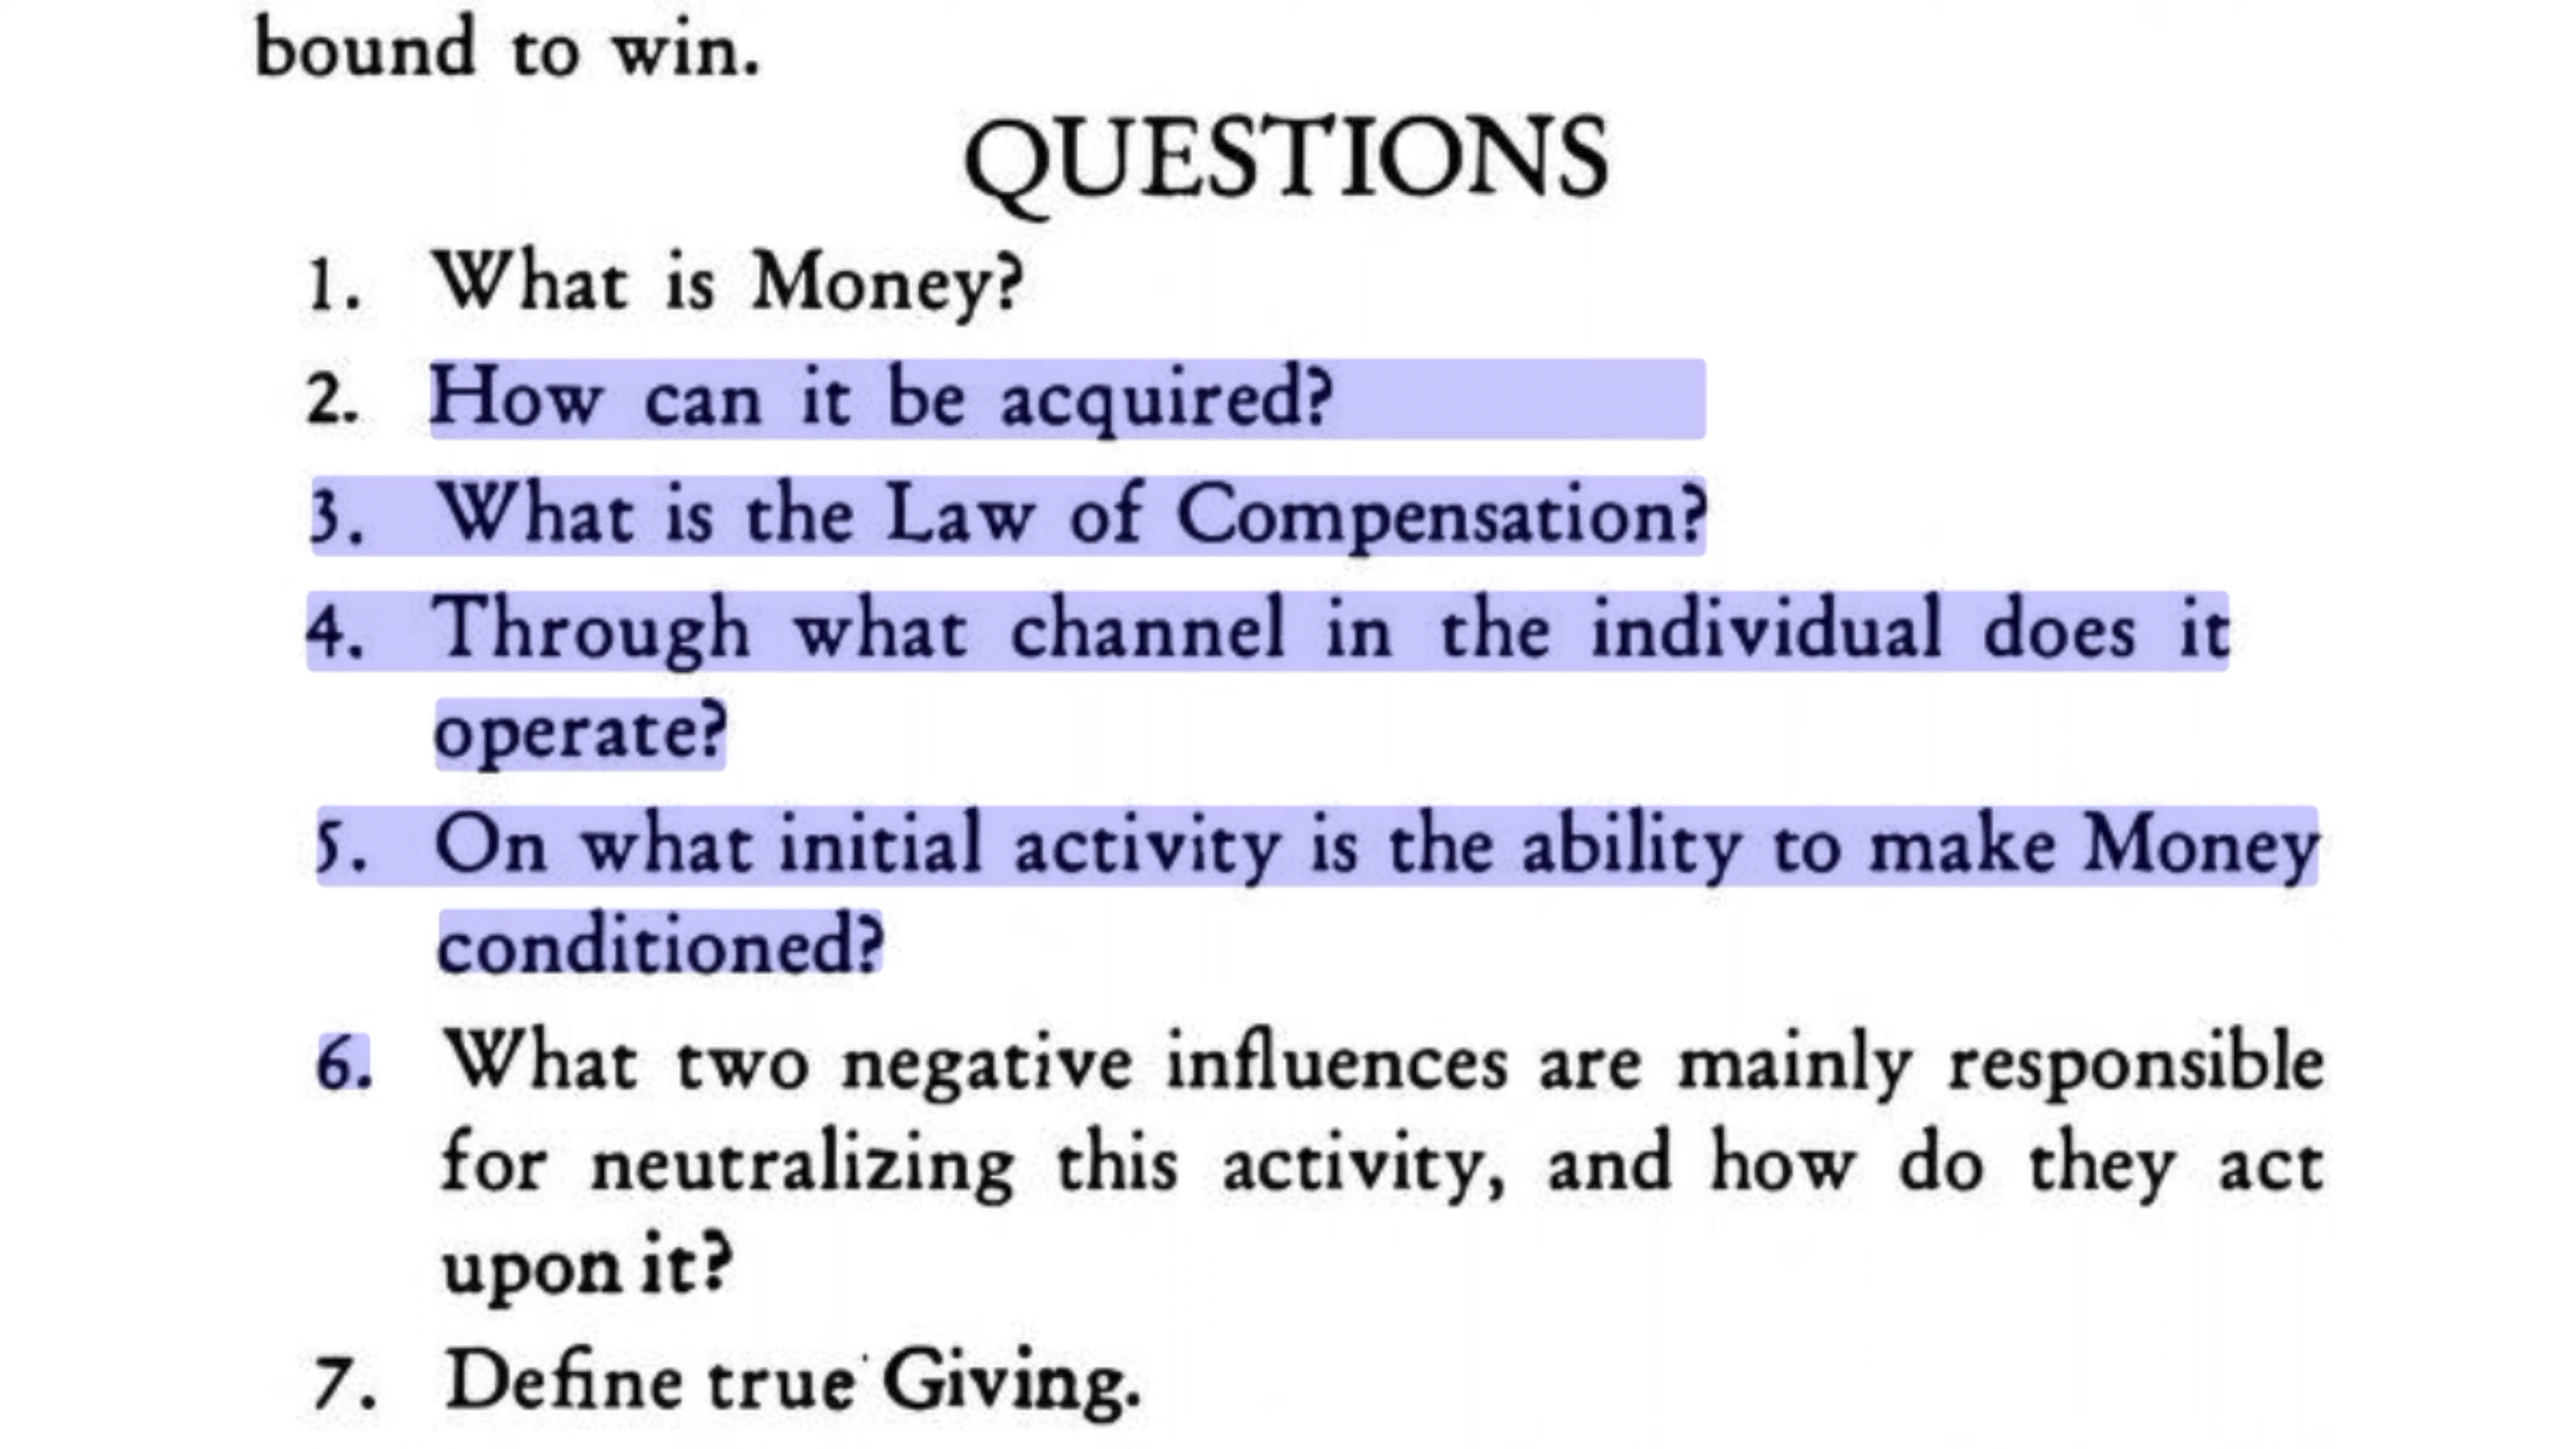 bound to win.
QUESTIONS
1. What is Money?
2. How can it be acquired?
3. What is the Law of Compensation?
4. Through what channel in the individual does it
operate?
5. On what initial activity is the ability to make Money
conditioned?
6. What two negative influences are mainly responsible
for neutralizing this activity, and how do they act
upon it?
7. Define true Giving.